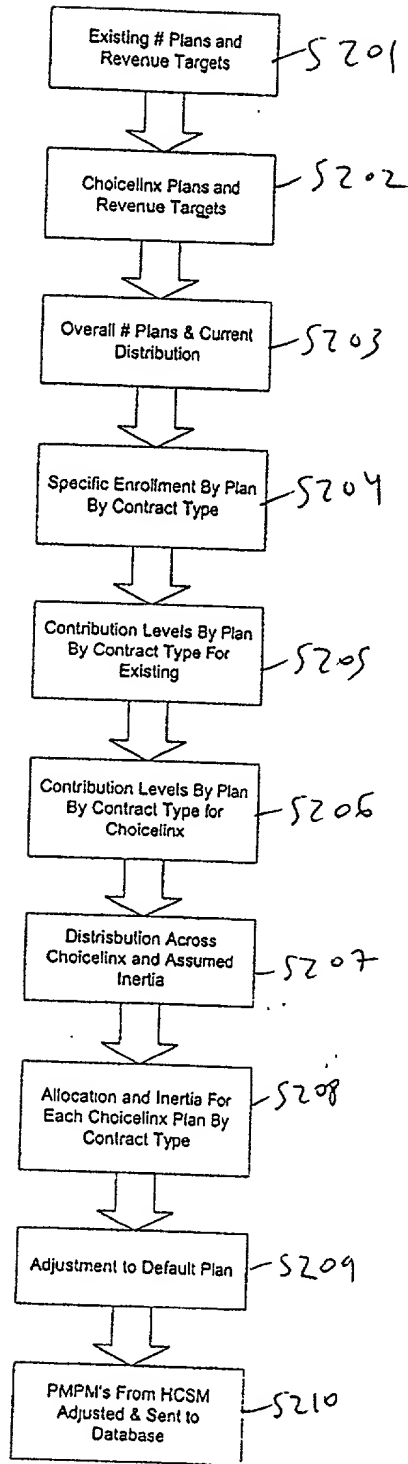 Existing # Plans and
Revenue Targets
S201
Choicelinx Plans and
Revenue Targets
S202
Overall # Plans & Current
Distribution
S203
Specific Enrollment By Plan
By Contract Type
S204
Contribution Levels By Plan
By Contract Type For
Existing
S205
Contribution Levels By Plan
By Contract Type for
Choicelinx
S206
Distrisbution Across
Choicelinx and Assumed
Inertia
S207
Allocation and Inertia For
Each Choicelinx Plan By
Contract Type
S208
Adjustment to Default Plan
S209
PMPM's From HCSM
Adjusted & Sent to
Database
S210